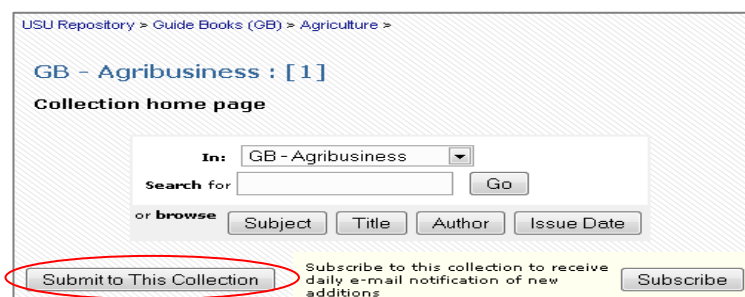 USU Repository > Guide Books (GB) > Agriculture >
GB - Agribusiness : [1]
Collection home page
In: GB - Agribusiness
Search for Go
or browse Subject Title Author Issue Date
Submit to This Collection
Subscribe to this collection to receive
daily e-mail notification of new
additions
Subscribe